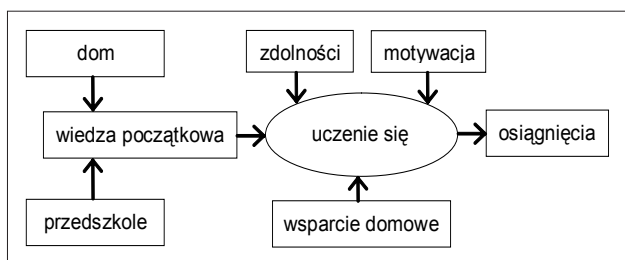 dom
zdolności
motywacja
wiedza początkowa
uczenie się
osiągnięcia
przedszkole
wsparcie domowe